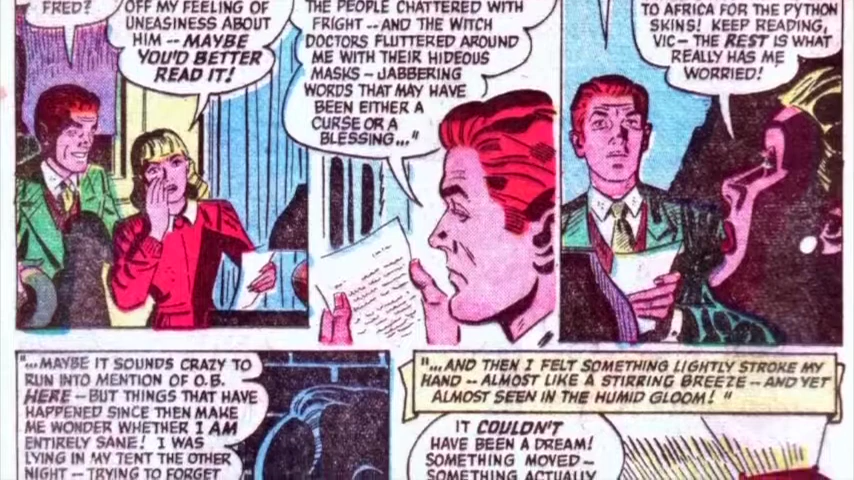 FRED?
OFF MY FEELING OF
UNEASINESS ABOUT
HIM -- MAYBE
YOU'D BETTER
READ IT!
THE PEOPLE CHATTERED WITH
FRIGHT -- AND THE WITCH
DOCTORS FLUTTERED AROUND
ME WITH THEIR HIDEOUS
MASKS - JABBERING
WORDS THAT MAY HAVE
BEEN EITHER A
CURSE OR A
BLESSING..."
TO AFRICA FOR THE PYTHON
SKINS! KEEP READING,
VIC - THE REST IS WHAT
REALLY HAS ME
WORRIED!
"...MAYBE IT SOUNDS CRAZY TO
RUN INTO MENTION OF O.B.
HERE - BUT THINGS THAT HAVE
HAPPENED SINCE THEN MAKE
ME WONDER WHETHER I AM
ENTIRELY SANE! I WAS
LYING IN MY TENT THE OTHER
NIGHT - TRYING TO FORGET
"...AND THEN I FELT SOMETHING LIGHTLY STROKE MY
HAND -- ALMOST LIKE A STIRRING BREEZE -- AND YET
ALMOST SEEN IN THE HUMID GLOOM! "
IT COULDN'T
HAVE BEEN A DREAM!
SOMETHING MOVED -
SOMETHING ACTUALLY